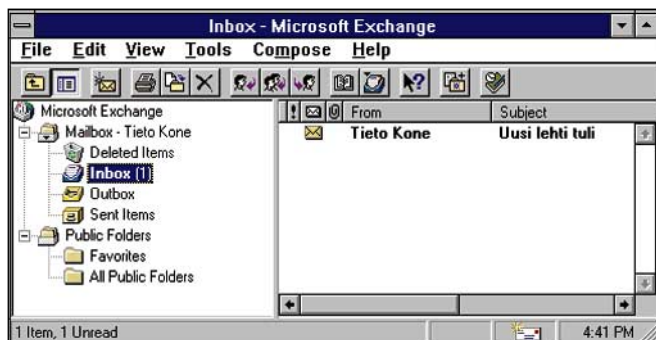 Inbox - Microsoft Exchange
File Edit View Tools Compose Help
Microsoft Exchange
Mailbox - Tieto Kone
Deleted Items
Inbox (1)
Outbox
Sent Items
Public Folders
Favorites
All Public Folders
! From Subject
Tieto Kone Uusi lehti tuli
1 Item, 1 Unread 4:41 PM